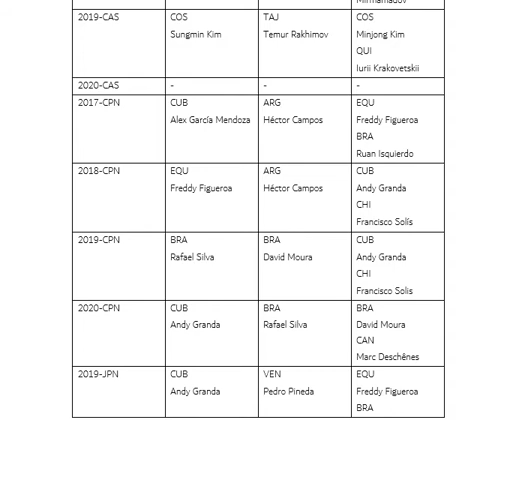 Mirmamadov
2019-CAS COS TAJ COS
Sungmin Kim Temur Rakhimov Minjong Kim
QUI
Iurii Krakovetskii
2020-CAS - - -
2017-CPN CUB ARG EQU
Alex García Mendoza Héctor Campos Freddy Figueroa
BRA
Ruan Isquierdo
2018-CPN EQU ARG CUB
Freddy Figueroa Héctor Campos Andy Granda
CHI
Francisco Solís
2019-CPN BRA BRA CUB
Rafael Silva David Moura Andy Granda
CHI
Francisco Solis
2020-CPN CUB BRA BRA
Andy Granda Rafael Silva David Moura
CAN
Marc Deschênes
2019-JPN CUB VEN EQU
Andy Granda Pedro Pineda Freddy Figueroa
BRA